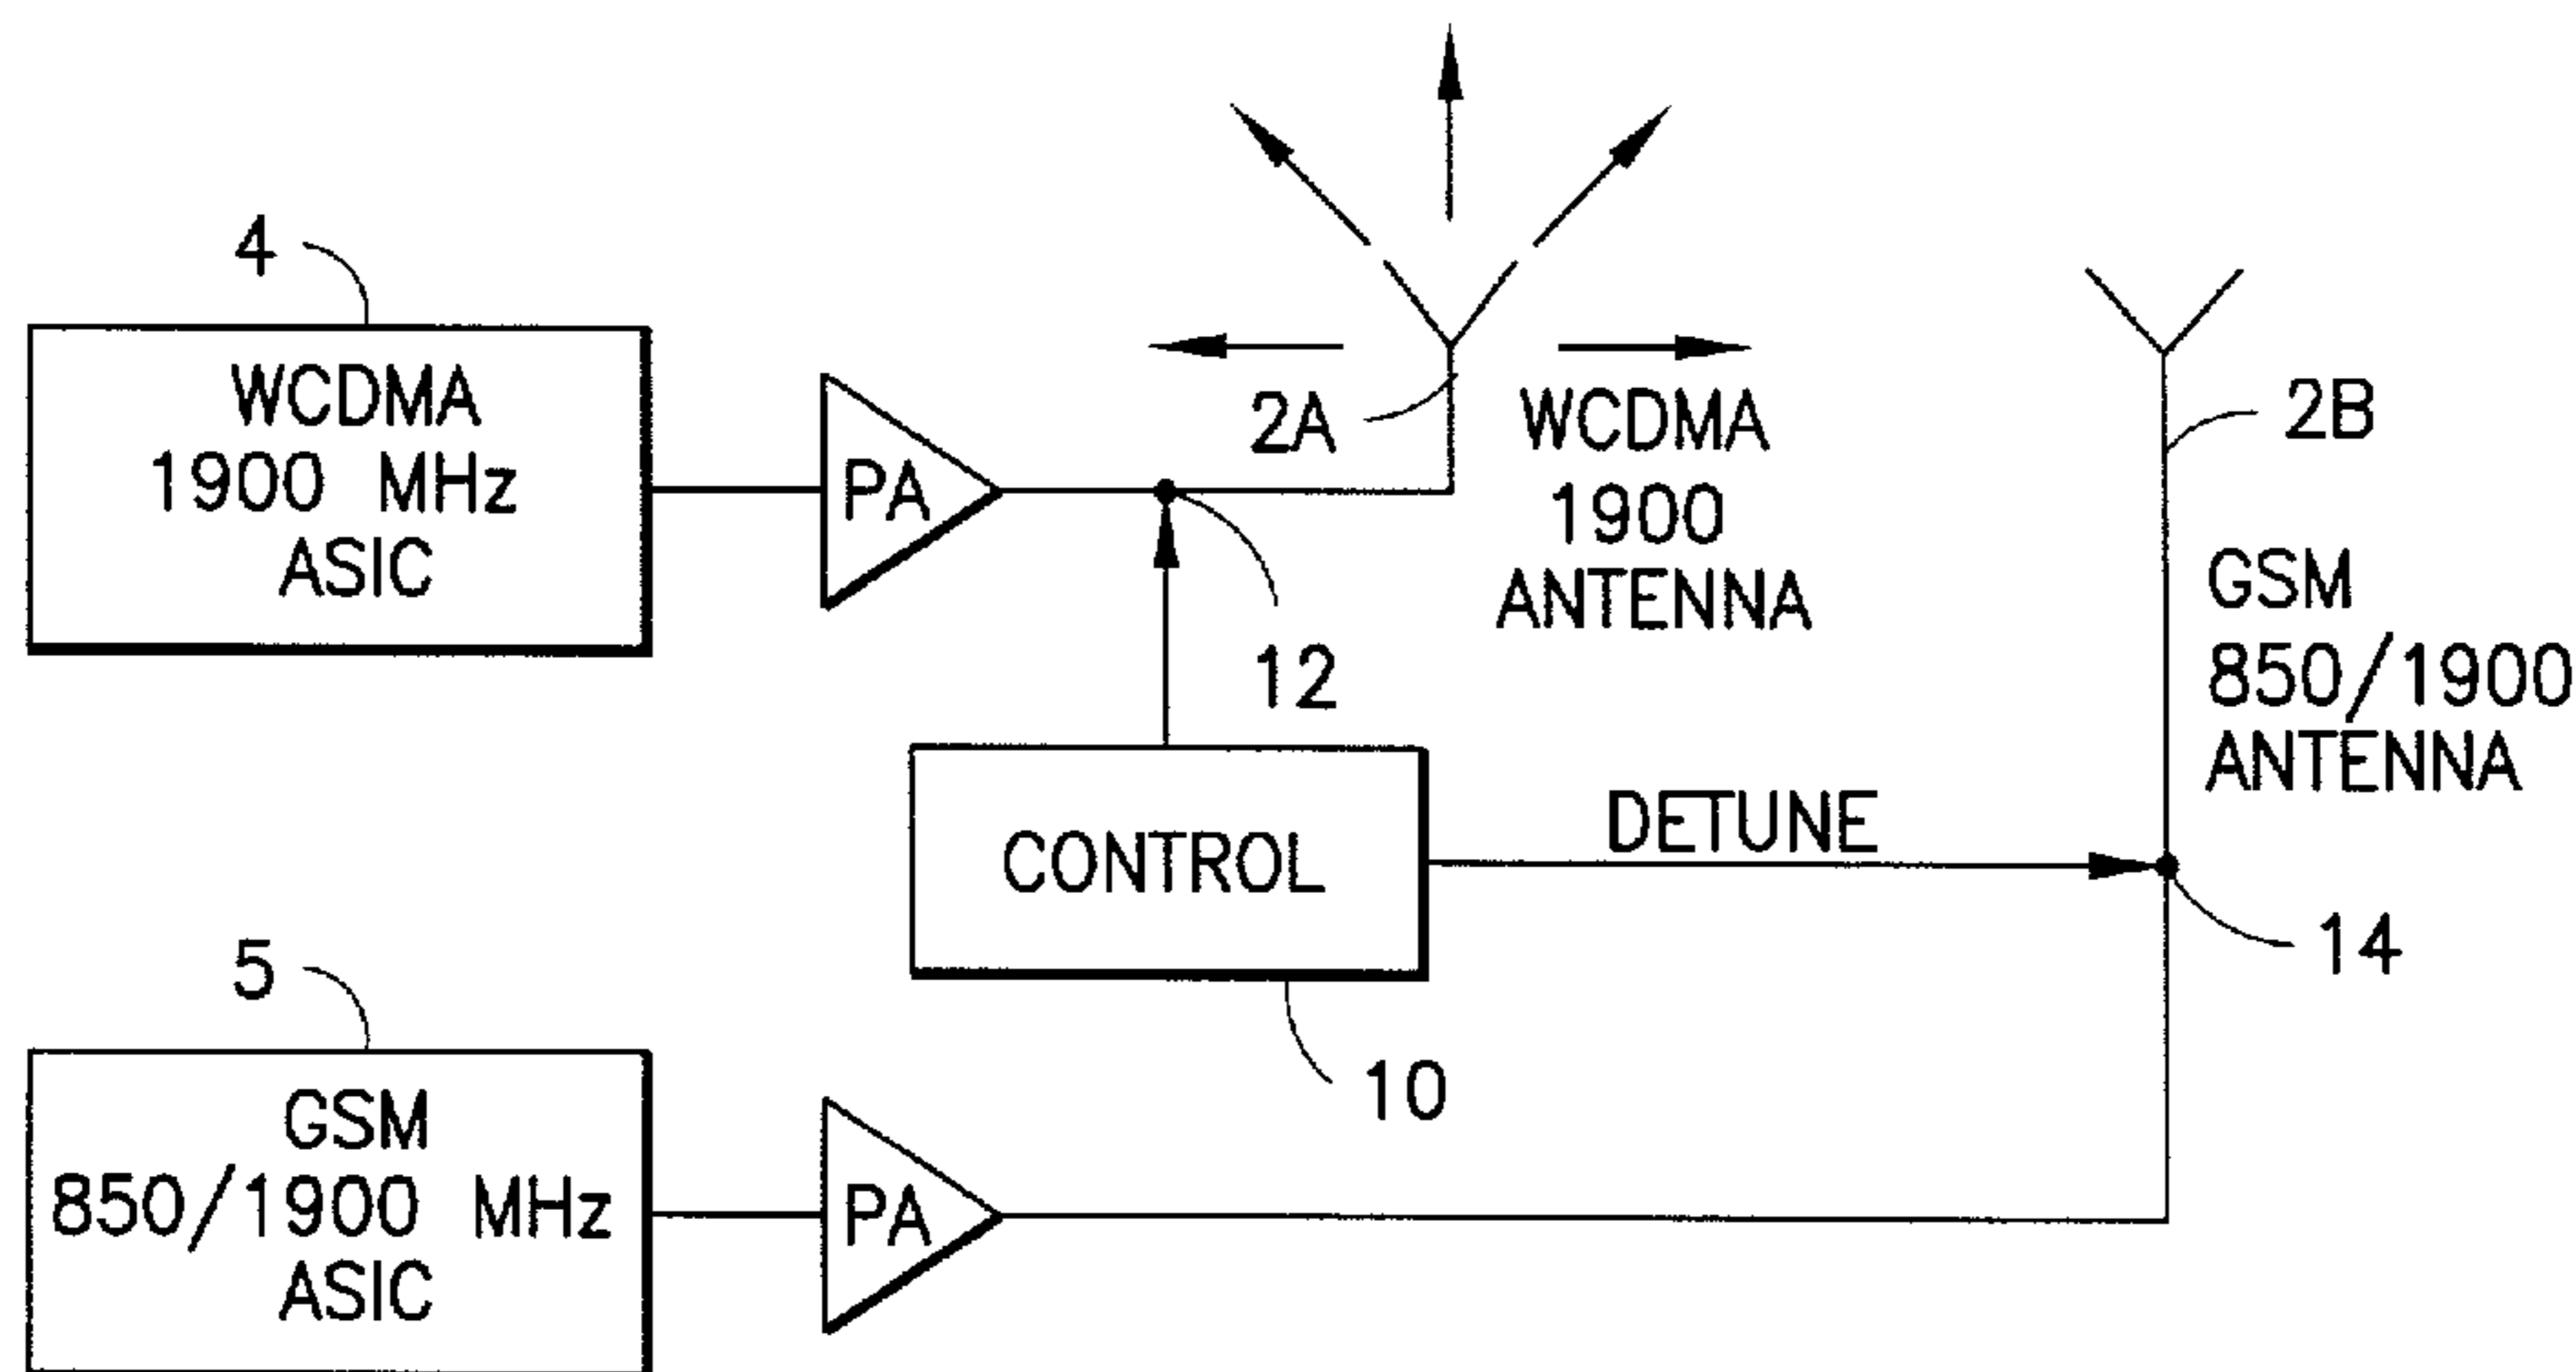 4
WCDMA
1900 MHz
ASIC
PA
2A
WCDMA
1900
ANTENNA
2B
GSM
850/1900
ANTENNA
12
CONTROL
DETUNE
14
10
5
GSM
850/1900 MHz
ASIC
PA